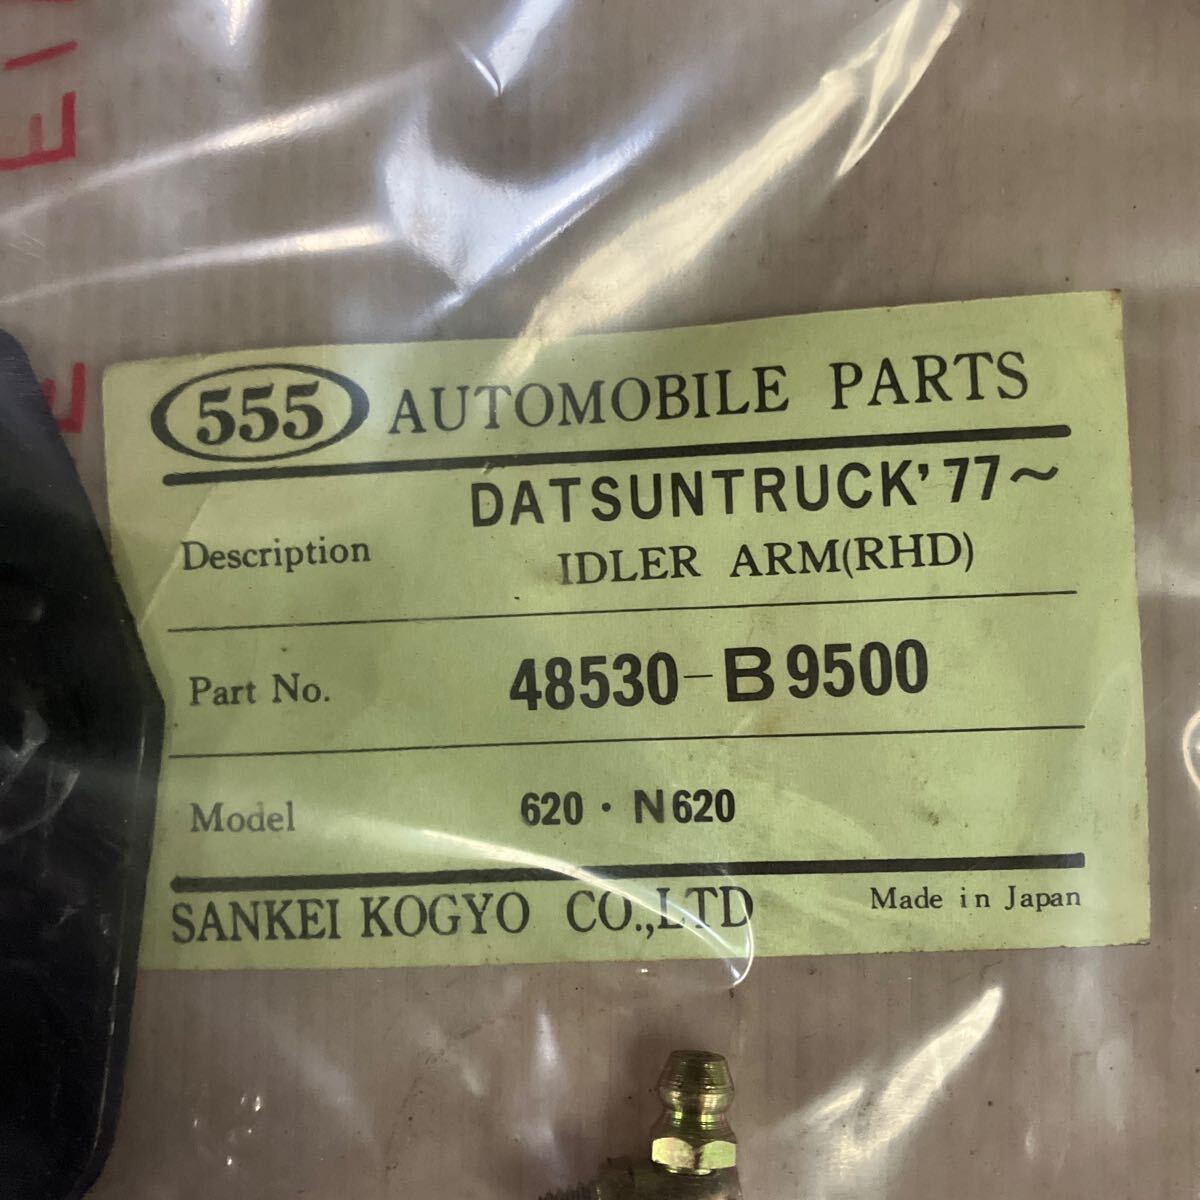 555 AUTOMOBILE PARTS
Description DATSUNTRUCK'77~
IDLER ARM(RHD)
Part No. 48530-B9500
Model 620・N620
SANKEI KOGYO CO.,LTD Made in Japan